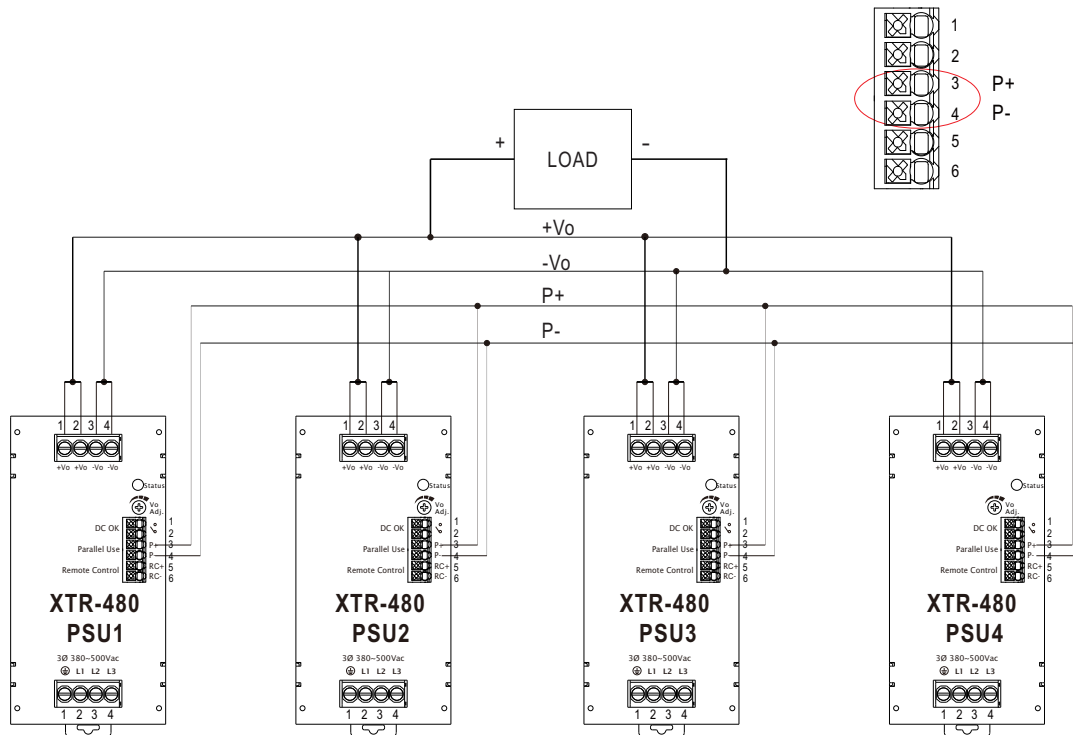 1
2
3 P+
4 P-
5
6
+ LOAD -
+Vo
-Vo
P+
P-
1 2 3 4
+Vo +Vo -Vo -Vo
Status
Vo
Adj.
DC OK 1
2
Parallel Use P+ 3
P- 4
Remote Control RC+ 5
RC- 6
XTR-480
PSU1
3Ø 380~500Vac
L1 L2 L3
1 2 3 4
1 2 3 4
+Vo +Vo -Vo -Vo
Status
Vo
Adj.
DC OK 1
2
Parallel Use P+ 3
P- 4
Remote Control RC+ 5
RC- 6
XTR-480
PSU2
3Ø 380~500Vac
L1 L2 L3
1 2 3 4
1 2 3 4
+Vo +Vo -Vo -Vo
Status
Vo
Adj.
DC OK 1
2
Parallel Use P+ 3
P- 4
Remote Control RC+ 5
RC- 6
XTR-480
PSU3
3Ø 380~500Vac
L1 L2 L3
1 2 3 4
1 2 3 4
+Vo +Vo -Vo -Vo
Status
Vo
Adj.
DC OK 1
2
Parallel Use P+ 3
P- 4
Remote Control RC+ 5
RC- 6
XTR-480
PSU4
3Ø 380~500Vac
L1 L2 L3
1 2 3 4